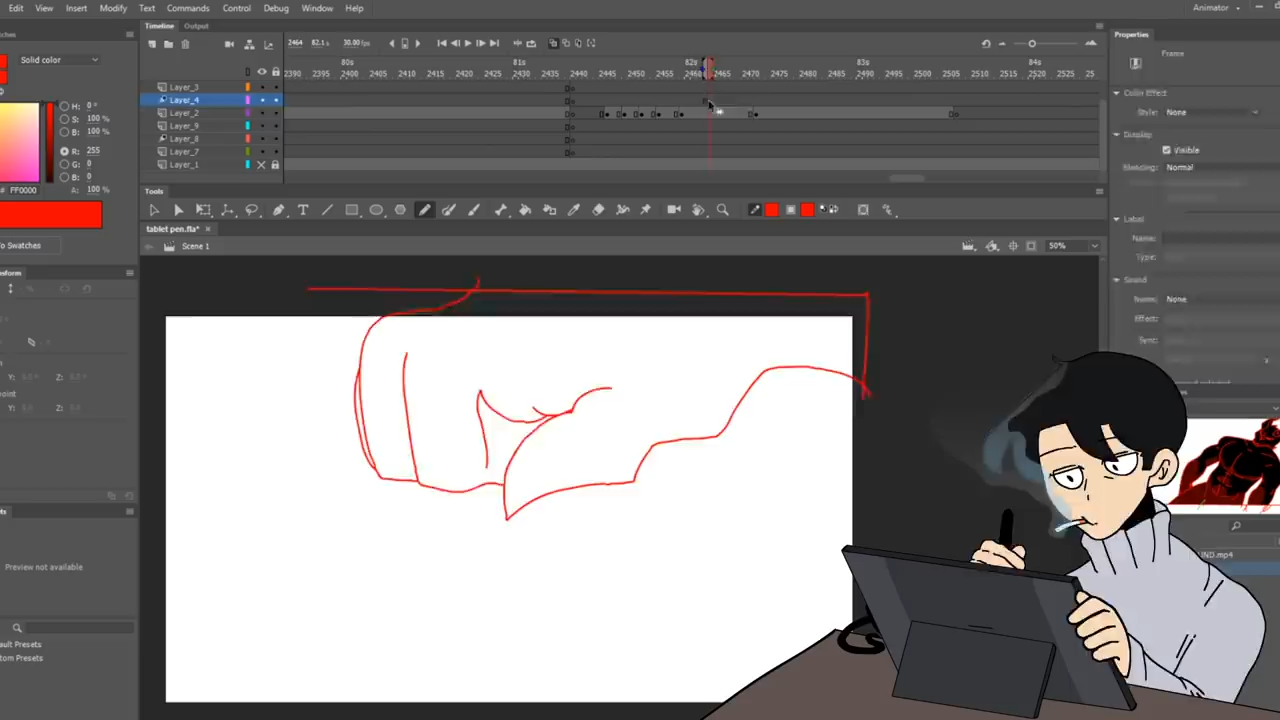 Edit View Insert Modify Text Commands Control Debug Window Help Animator
Solid color
H: 0 °
S: 100 %
B: 100 %
R: 255
G: 0
B: 0
# FF0000 A: 100 %
To Swatches
Timeline Output
2464 82.1 s 30.00 fps
80s 81s 82s 83s 84s
2390 2395 2400 2405 2410 2415 2420 2425 2430 2435 2440 2445 2450 2455 2460 2465 2470 2475 2480 2485 2490 2495 2500 2505 2510 2515 2520 25
Layer_3
Layer_4
Layer_2
Layer_9
Layer_8
Layer_7
Layer_1
Tools
tablet pen.fla* ×
Scene 1 50%
Properties
Frame
Color Effect
Style: None
Display
Visible
Blending: Normal
Label
Name:
Type:
Sound
Name: None
Effect:
Sync:
Y: Z:
Y: Z:
Preview not available
UND.mp4